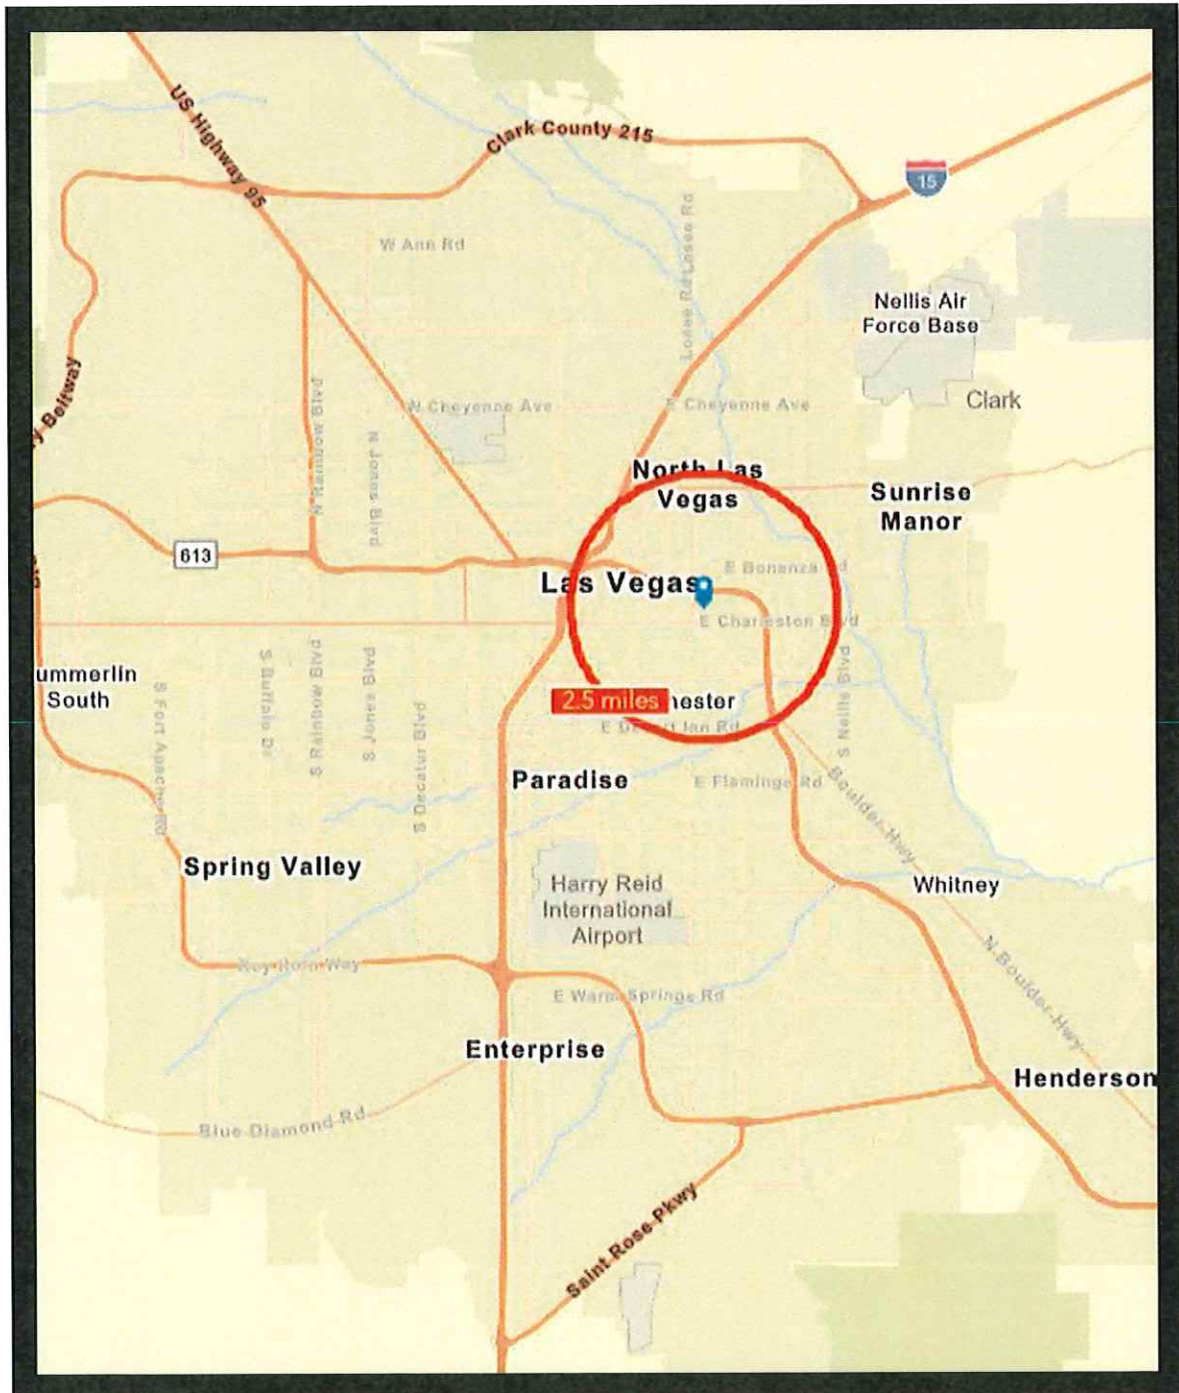 US Highway 95
Clark County 215
15
W Ann Rd
Losee Rd Losee Rd
Nellis Air
Force Base
Clark
y Beltway
N Rainbow Blvd
N Jones Blvd
N Cheyenne Ave
E Cheyenne Ave
North Las
Vegas
Sunrise
Manor
613
Las Vegas
E Bonanza Rd
E Charleston Blvd
ummerlin
South
S Fort Apache Rd
S Buffalo Dr
S Rainbow Blvd
S Jones Blvd
S Decatur Blvd
2.5 miles
hester
S Nellis Blvd
Paradise
E Flamingo Rd
Boulder Hwy
Spring Valley
Harry Reid
International
Airport
Whitney
N Boulder Hwy
E Warm Springs Rd
Enterprise
Henderson
Blue Diamond Rd
Saint Rose Pkwy